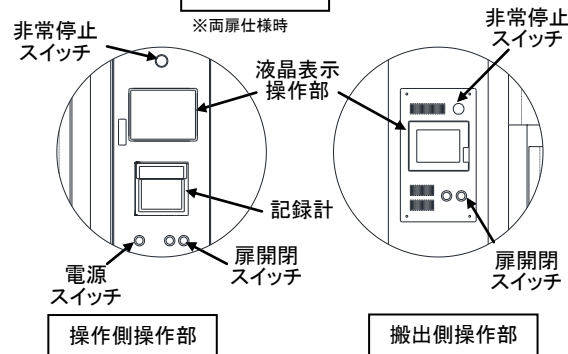 ※両扉仕様時
非常停止
スイッチ
非常停止
スイッチ
液晶表示
操作部
記録計
電源
スイッチ
扉開閉
スイッチ
扉開閉
スイッチ
操作側操作部
搬出側操作部